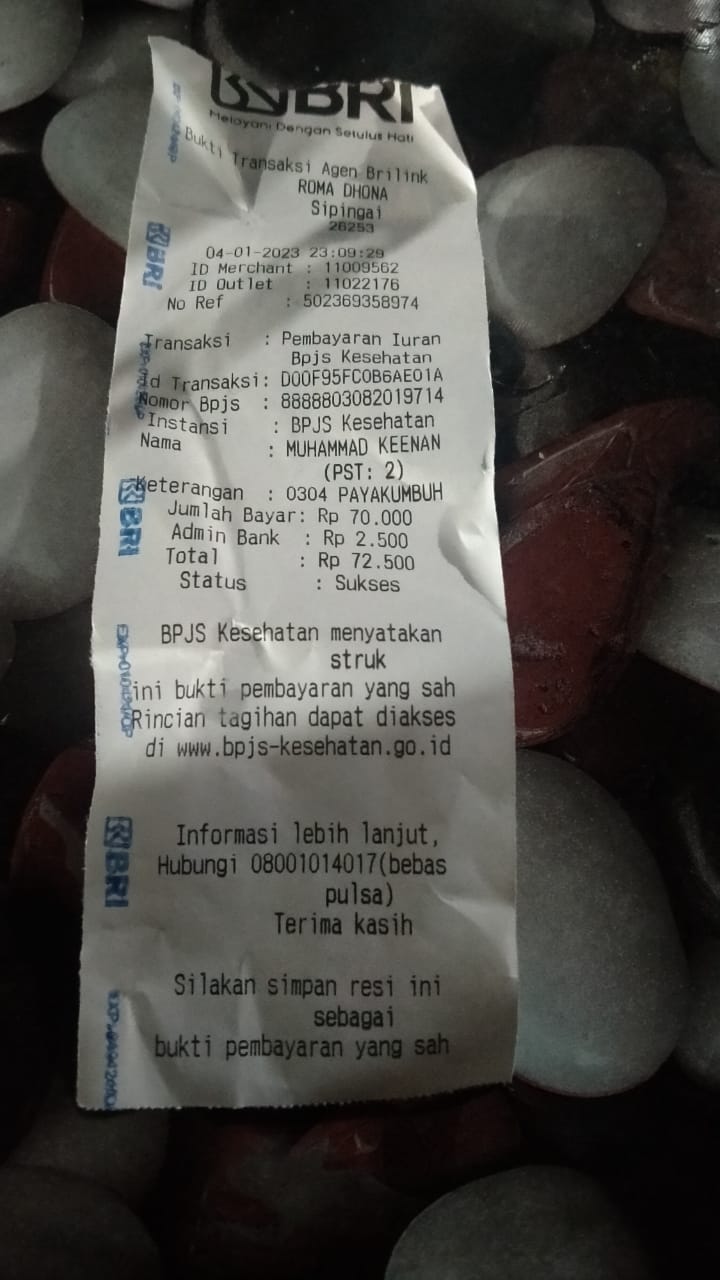 BRI
Melayani Dengan Setulus Hati
Bukti Transaksi Agen Brilink
ROMA DHONA
Sipingai
26253
04-01-2023 23:09:29
ID Merchant : 11009562
ID Outlet : 11022176
No Ref : 502369358974
Transaksi : Pembayaran Iuran
Bpjs Kesehatan
Id Transaksi: D00F95FC0B6AE01A
Nomor Bpjs : 8888803082019714
Instansi : BPJS Kesehatan
Nama : MUHAMMAD KEENAN
(PST: 2)
Keterangan : 0304 PAYAKUMBUH
Jumlah Bayar: Rp 70.000
Admin Bank : Rp 2.500
Total : Rp 72.500
Status : Sukses
BPJS Kesehatan menyatakan
struk
ini bukti pembayaran yang sah
Rincian tagihan dapat diakses
di www.bpjs-kesehatan.go.id
Informasi lebih lanjut,
Hubungi 08001014017(bebas
pulsa)
Terima kasih
Silakan simpan resi ini
sebagai
bukti pembayaran yang sah
BRI
BRI
BRI